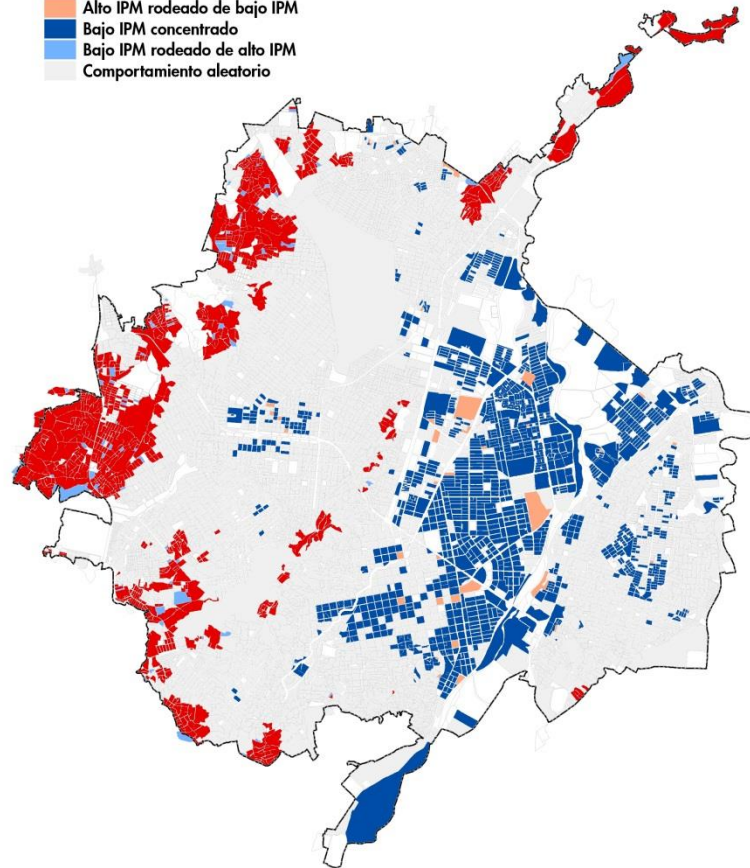 Alto IPM rodeado de bajo IPM
Bajo IPM concentrado
Bajo IPM rodeado de alto IPM
Comportamiento aleatorio